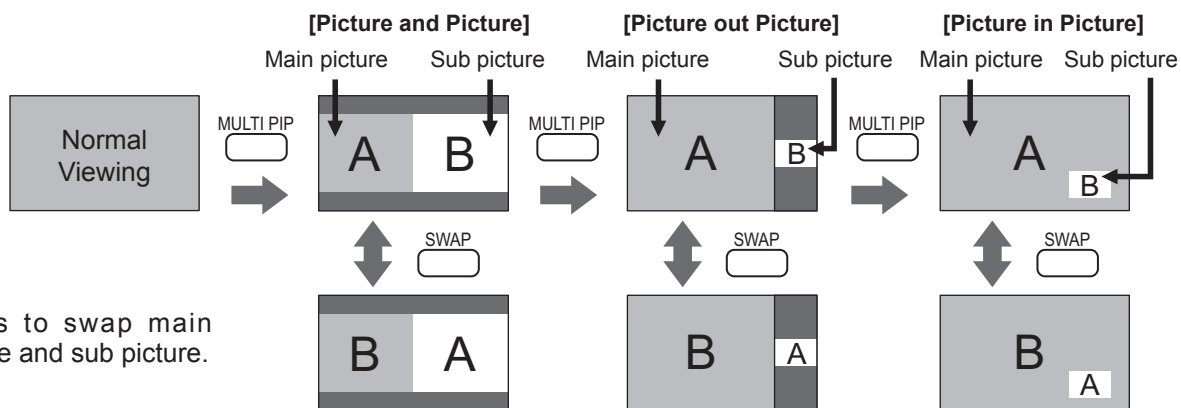 [Picture and Picture]
[Picture out Picture]
[Picture in Picture]
Main picture
Sub picture
Main picture
Sub picture
Main picture
Sub picture
Normal
Viewing
MULTI PIP
A
B
MULTI PIP
A
B
MULTI PIP
A
B
SWAP
SWAP
SWAP
s to swap main
e and sub picture.
B
A
B
A
B
A